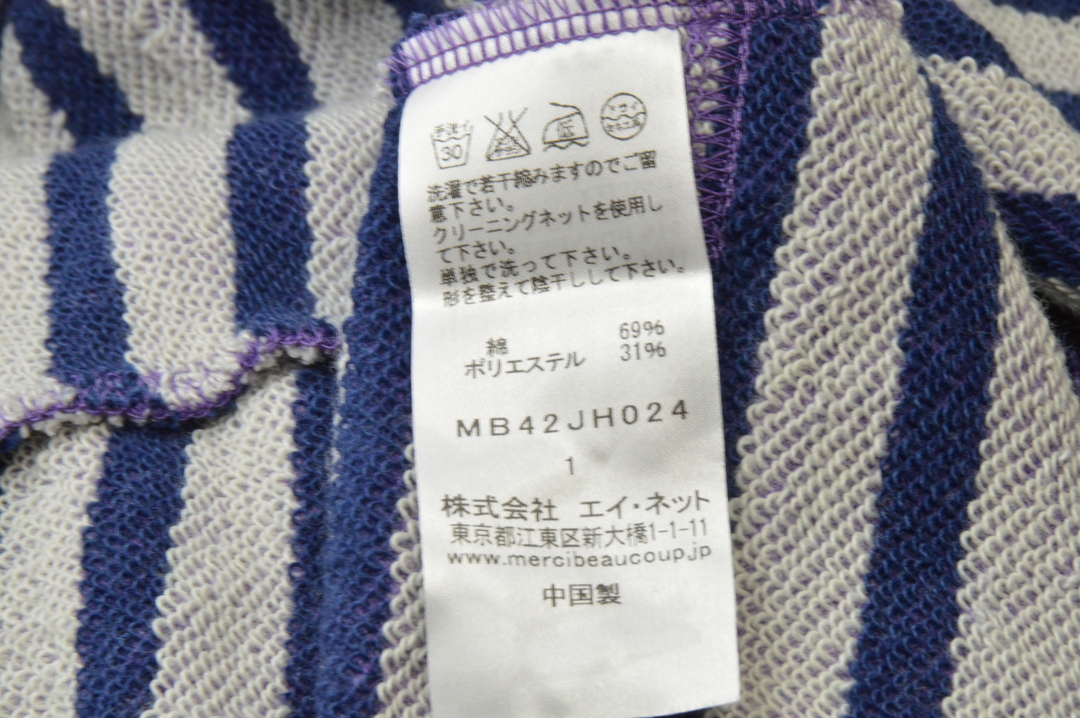 手洗イ 30 低 ドライ
洗濯で若干縮みますのでご留
意下さい。
クリーニングネットを使用し
て下さい。
単独で洗って下さい。
形を整えて陰干しして下さい。
綿 69%
ポリエステル 31%
MB42JH024
1
株式会社 エイ・ネット
東京都江東区新大橋1-1-11
www.mercibeaucoup.jp
中国製